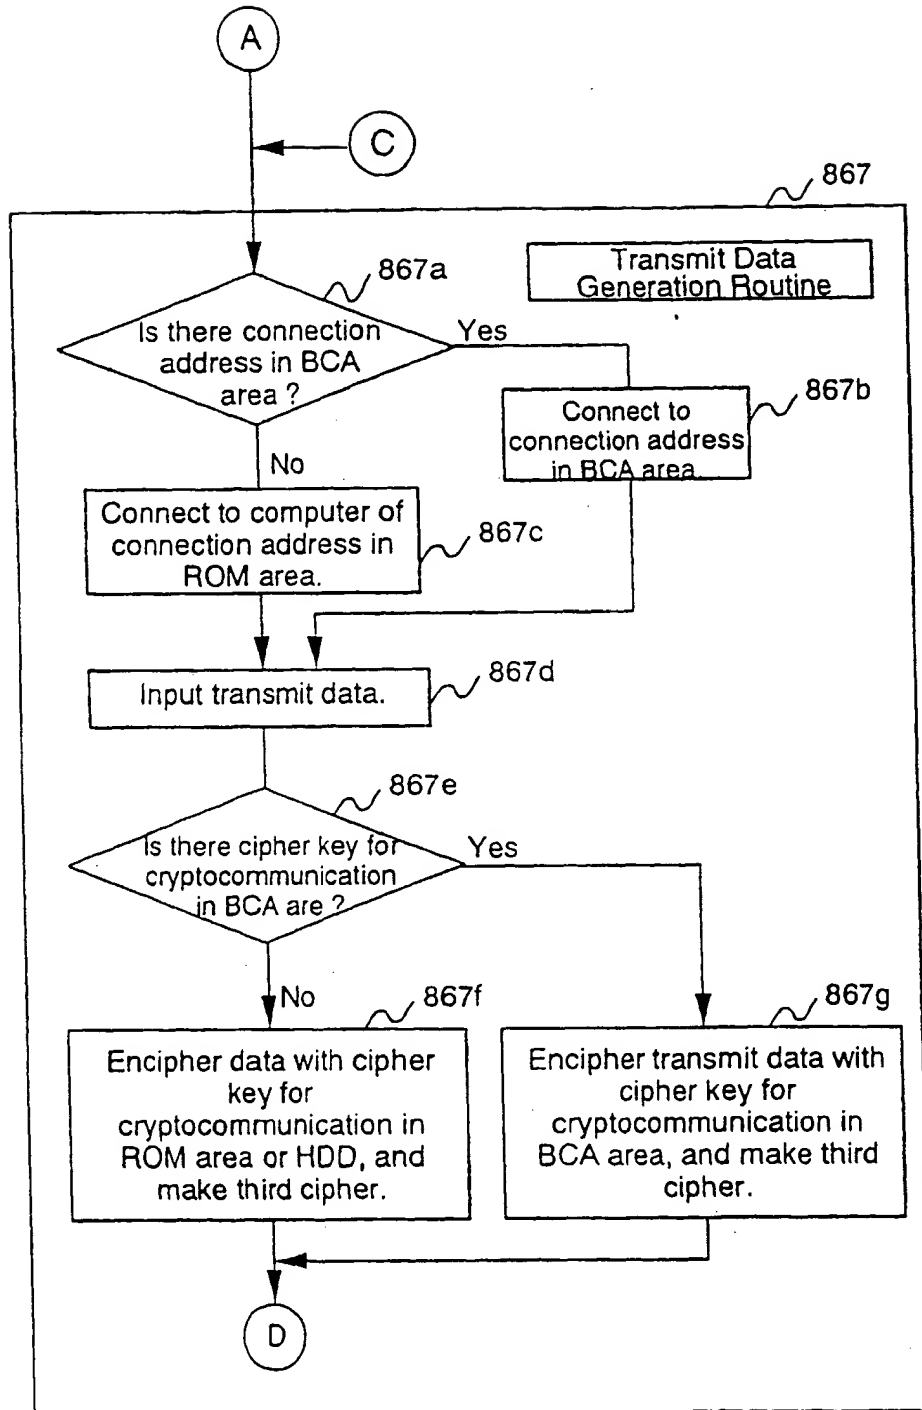 A
C
867
Transmit Data
Generation Routine
867a
Is there connection
address in BCA
area ?
Yes
867b
Connect to
connection address
in BCA area.
No
Connect to computer of
connection address in
ROM area.
867c
Input transmit data.
867d
867e
Is there cipher key for
cryptocommunication
in BCA are ?
Yes
No
867f
Encipher data with cipher
key for
cryptocommunication in
ROM area or HDD, and
make third cipher.
867g
Encipher transmit data with
cipher key for
cryptocommunication in
BCA area, and make third
cipher.
D